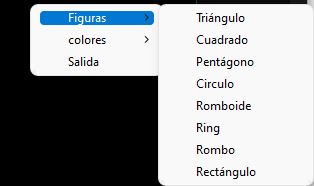 Figuras
colores
Salida
Triángulo
Cuadrado
Pentágono
Circulo
Romboide
Ring
Rombo
Rectángulo